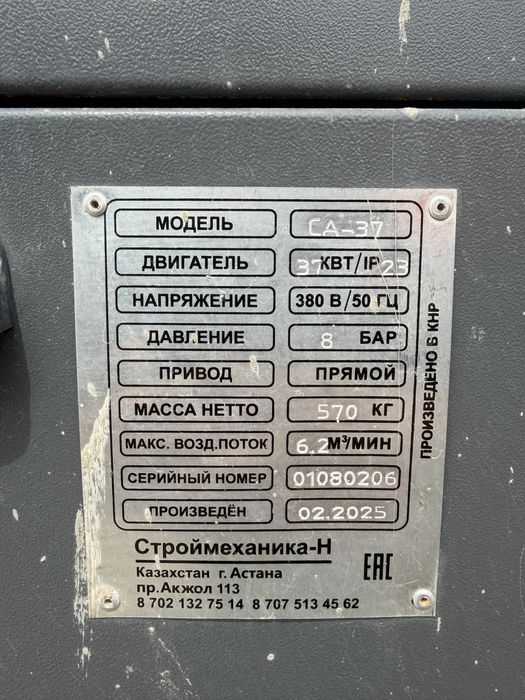 МОДЕЛЬ СА-37
ДВИГАТЕЛЬ 37 КВТ/IP 23
НАПРЯЖЕНИЕ 380 В/50 ГЦ
ДАВЛЕНИЕ 8 БАР
ПРИВОД ПРЯМОЙ
МАССА НЕТТО 570 КГ
МАКС. ВОЗД.ПОТОК 6.2 М³/МИН
СЕРИЙНЫЙ НОМЕР 01080206
ПРОИЗВЕДЁН 02.2025
ПРОИЗВЕДЕНО В КНР
Строймеханика-Н
Казахстан г. Астана
пр.Акжол 113
8 702 132 75 14 8 707 513 45 62
EAC